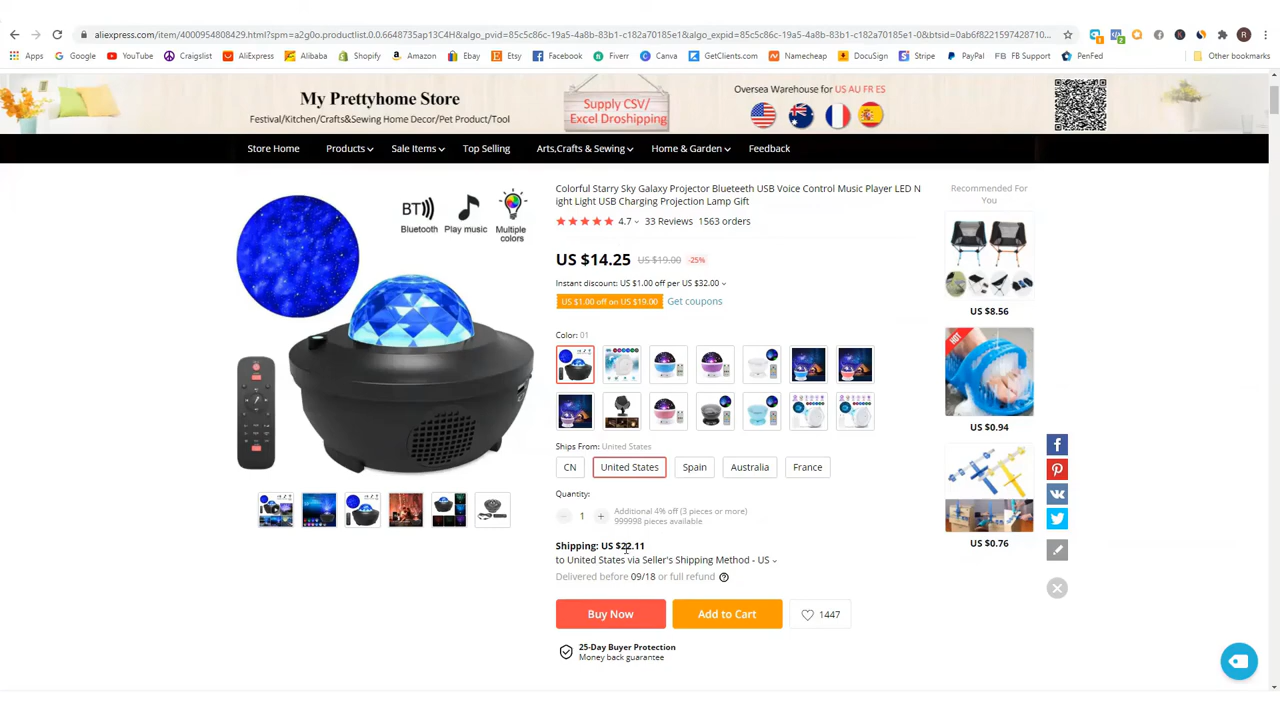 aliexpress.com/item/4000954808429.html?spm=a2g0o.productlist.0.0.6648735ap13C4H&algo_pvid=85c5c86c-19a5-4a8b-83b1-c182a70185e1&algo_expid=85c5c86c-19a5-4a8b-83b1-c182a70185e1-0&btsid=0ab6f8221597428710...
Apps Google YouTube Craigslist AliExpress Alibaba Shopify Amazon Ebay Etsy Facebook Fiverr Canva GetClients.com Namecheap DocuSign Stripe PayPal FB FB Support PenFed Other bookmarks
My Prettyhome Store
Festival/Kitchen/Crafts&Sewing Home Decor/Pet Product/Tool
Supply CSV/
Excel Droshipping
Oversea Warehouse for US AU FR ES
Store Home Products Sale Items Top Selling Arts,Crafts & Sewing Home & Garden Feedback
BT
Bluetooth Play music Multiple
colors
Colorful Starry Sky Galaxy Projector Blueteeth USB Voice Control Music Player LED N
ight Light USB Charging Projection Lamp Gift
4.7 33 Reviews 1563 orders
US $14.25 US $19.00 -25%
Instant discount: US $1.00 off per US $32.00
US $1.00 off on US $19.00 Get coupons
Color: 01
Ships From: United States
CN United States Spain Australia France
Quantity:
1 Additional 4% off (3 pieces or more)
999998 pieces available
Shipping: US $22.11
to United States via Seller's Shipping Method - US
Delivered before 09/18 or full refund
Buy Now Add to Cart 1447
25-Day Buyer Protection
Money back guarantee
Recommended For
You
US $8.56
HOT
US $0.94
US $0.76